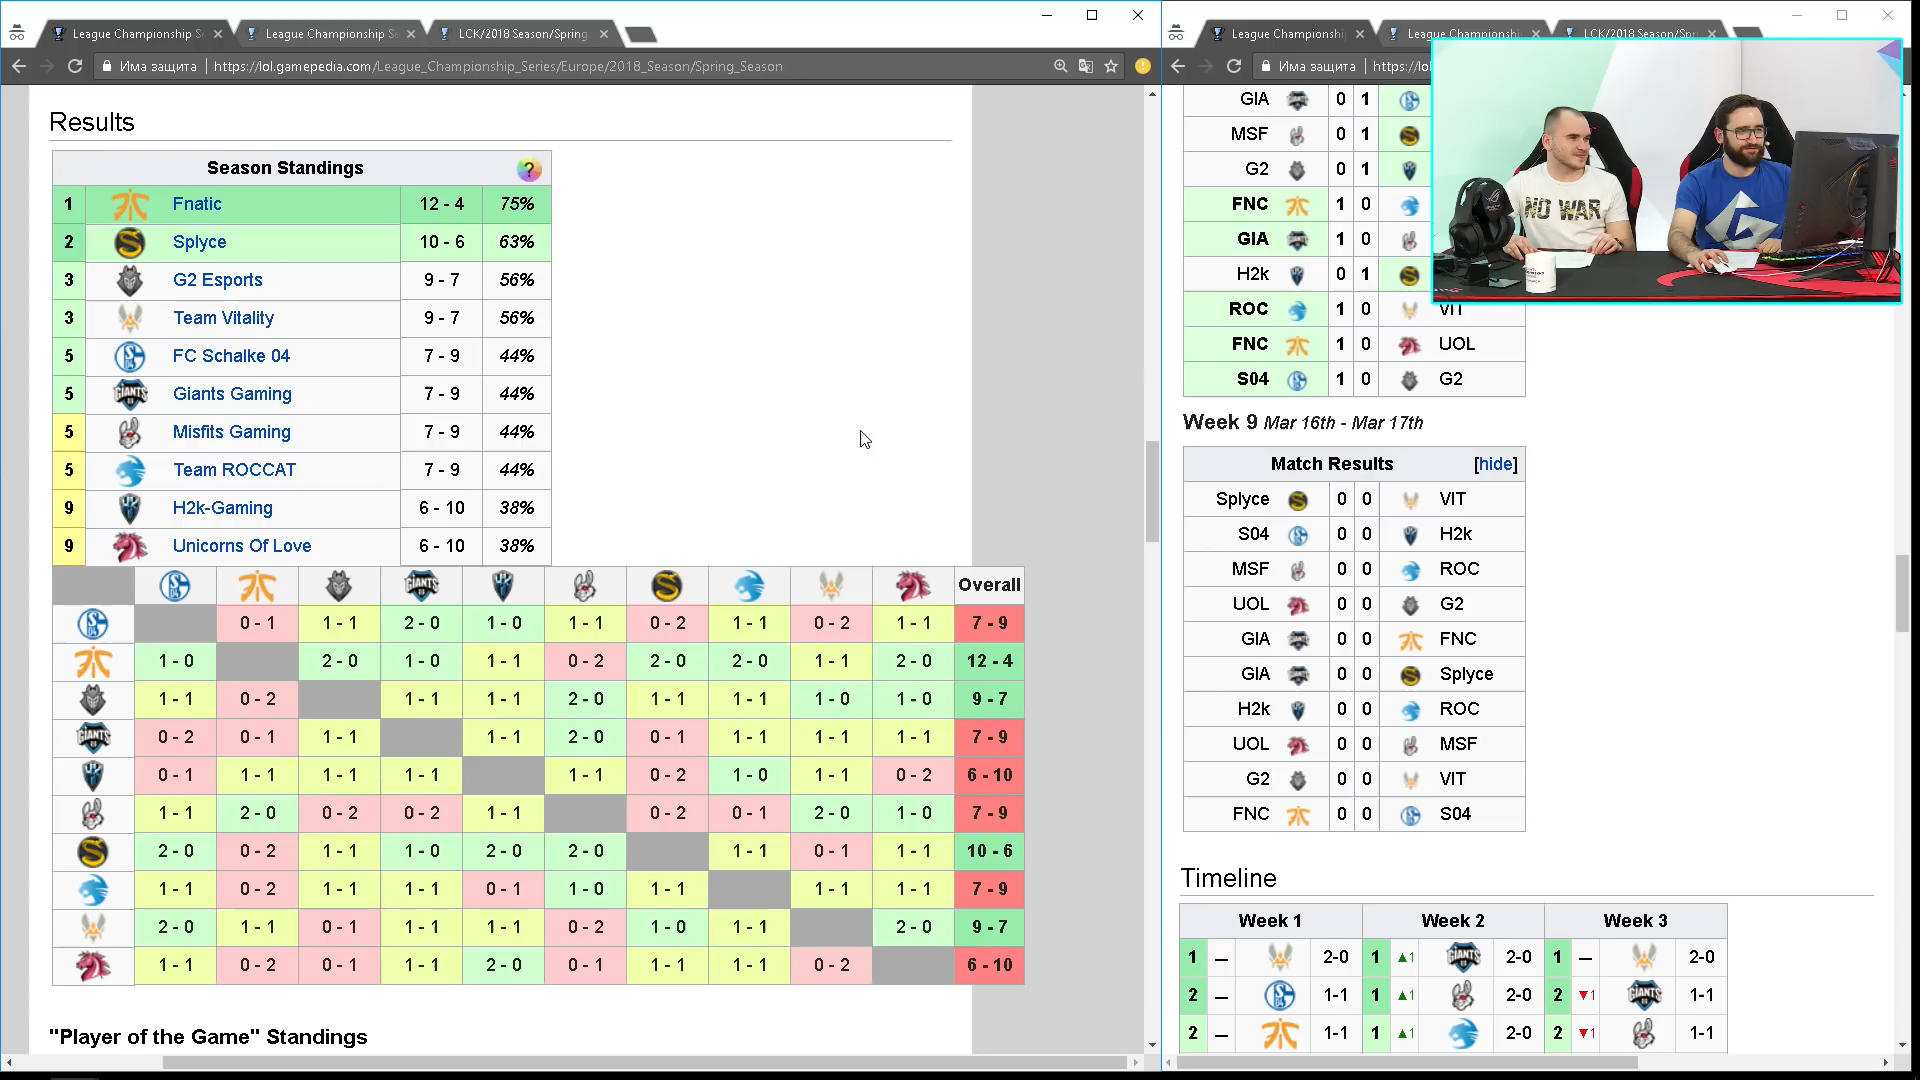 League Championship S
League Championship Se
LCK/2018 Season/Spring
Има защита
https://lol.gamepedia.com/League_Championship_Series/Europe/2018_Season/Spring_Season
Results
Season Standings ?
1 Fnatic 12 - 4 75%
2 Splyce 10 - 6 63%
3 G2 Esports 9 - 7 56%
3 Team Vitality 9 - 7 56%
5 FC Schalke 04 7 - 9 44%
5 Giants Gaming 7 - 9 44%
5 Misfits Gaming 7 - 9 44%
5 Team ROCCAT 7 - 9 44%
9 H2k-Gaming 6 - 10 38%
9 Unicorns Of Love 6 - 10 38%
GIANTS Overall
0 - 1 1 - 1 2 - 0 1 - 0 1 - 1 0 - 2 1 - 1 0 - 2 1 - 1 7 - 9
1 - 0 2 - 0 1 - 0 1 - 1 0 - 2 2 - 0 2 - 0 1 - 1 2 - 0 12 - 4
1 - 1 0 - 2 1 - 1 1 - 1 2 - 0 1 - 1 1 - 1 1 - 0 1 - 0 9 - 7
GIANTS 0 - 2 0 - 1 1 - 1 1 - 1 2 - 0 0 - 1 1 - 1 1 - 1 1 - 1 7 - 9
0 - 1 1 - 1 1 - 1 1 - 1 1 - 1 0 - 2 1 - 0 1 - 1 0 - 2 6 - 10
1 - 1 2 - 0 0 - 2 0 - 2 1 - 1 0 - 2 0 - 1 2 - 0 1 - 0 7 - 9
2 - 0 0 - 2 1 - 1 1 - 0 2 - 0 2 - 0 1 - 1 0 - 1 1 - 1 10 - 6
1 - 1 0 - 2 1 - 1 1 - 1 0 - 1 1 - 0 1 - 1 1 - 1 1 - 1 7 - 9
2 - 0 1 - 1 0 - 1 1 - 1 1 - 1 0 - 2 1 - 0 1 - 1 2 - 0 9 - 7
1 - 1 0 - 2 0 - 1 1 - 1 2 - 0 0 - 1 1 - 1 1 - 1 0 - 2 6 - 10
"Player of the Game" Standings
League Championship
League Championship
LCK/2018 Season/Spr
Има защита
https://lol
GIA 0 1
MSF 0 1
G2 0 1
FNC 1 0
GIA 1 0
H2k 0 1
ROC 1 0 VIT
FNC 1 0 UOL
S04 1 0 G2
NO WAR
Week 9 Mar 16th - Mar 17th
Match Results [hide]
Splyce 0 0 VIT
S04 0 0 H2k
MSF 0 0 ROC
UOL 0 0 G2
GIA 0 0 FNC
GIA 0 0 Splyce
H2k 0 0 ROC
UOL 0 0 MSF
G2 0 0 VIT
FNC 0 0 S04
Timeline
Week 1 Week 2 Week 3
1 – 2-0 1 ▲1 2-0 1 – 2-0
2 – 1-1 1 ▲1 2-0 2 ▼1 1-1
2 – 1-1 1 ▲1 2-0 2 ▼1 1-1